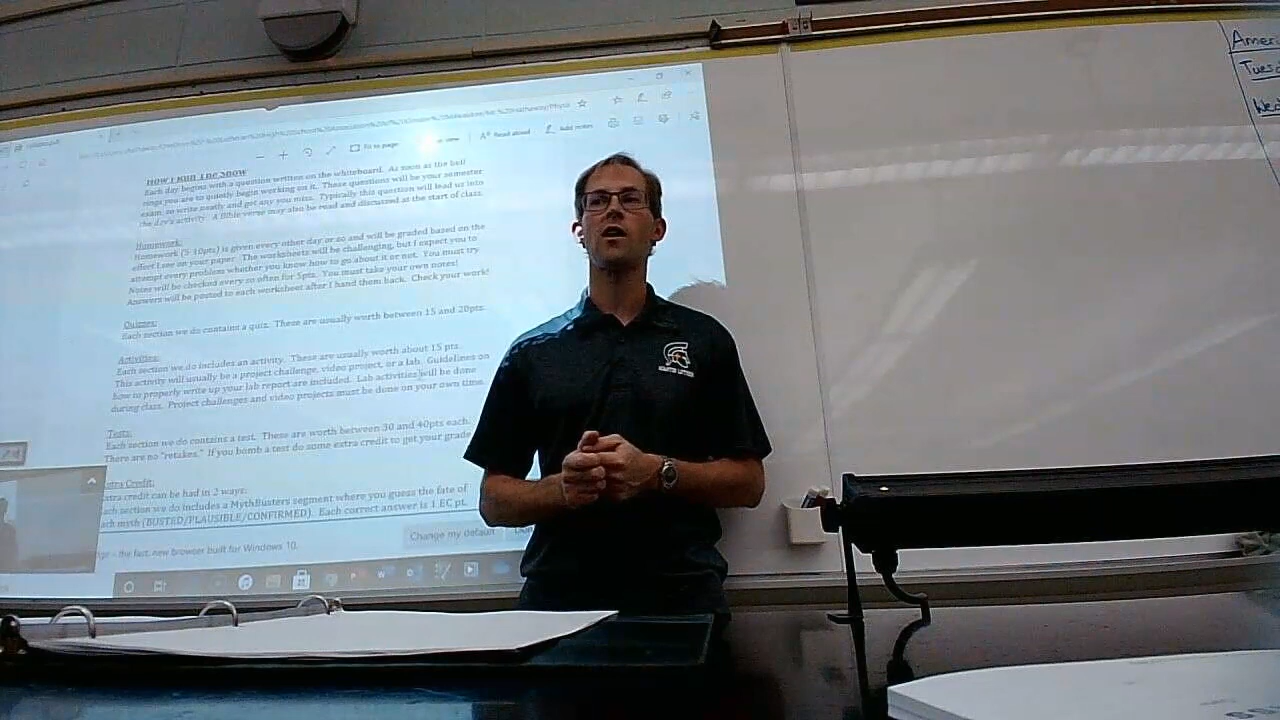 Fit to page
Read aloud
Add notes
HOW I RUN THE SHOW
Each day begins with a question written on the whiteboard. As soon as the bell
rings you are to quietly begin working on it. These questions will be your semester
exam, so write neatly and get any you miss. Typically this question will lead us into
the day's activity. A Bible verse may also be read and discussed at the start of class.
Homework:
Homework (5-10pts) is given every other day or so and will be graded based on the
effort I see on your paper. The worksheets will be challenging, but I expect you to
attempt every problem whether you know how to go about it or not. You must try
Notes will be checked every so often for 5pts. You must take your own notes!
Answers will be posted to each worksheet after I hand them back. Check your work!
Quizzes:
Each section we do contains a quiz. These are usually worth between 15 and 20pts.
Activities:
Each section we do includes an activity. These are usually worth about 15 pts.
This activity will usually be a project challenge, video project, or a lab. Guidelines on
how to properly write up your lab report are included. Lab activities will be done
during class. Project challenges and video projects must be done on your own time.
Tests:
Each section we do contains a test. These are worth between 30 and 40pts each.
There are no "retakes." If you bomb a test do some extra credit to get your grade
xtra Credit:
xtra credit can be had in 2 ways:
ach section we do includes a MythBusters segment where you guess the fate of
ach myth (BUSTED/PLAUSIBLE/CONFIRMED). Each correct answer is 1 EC pt.
- the fast, new browser built for Windows 10.
Change my default
MARTIN LUTHER
Ameri
Tuesd
Wed